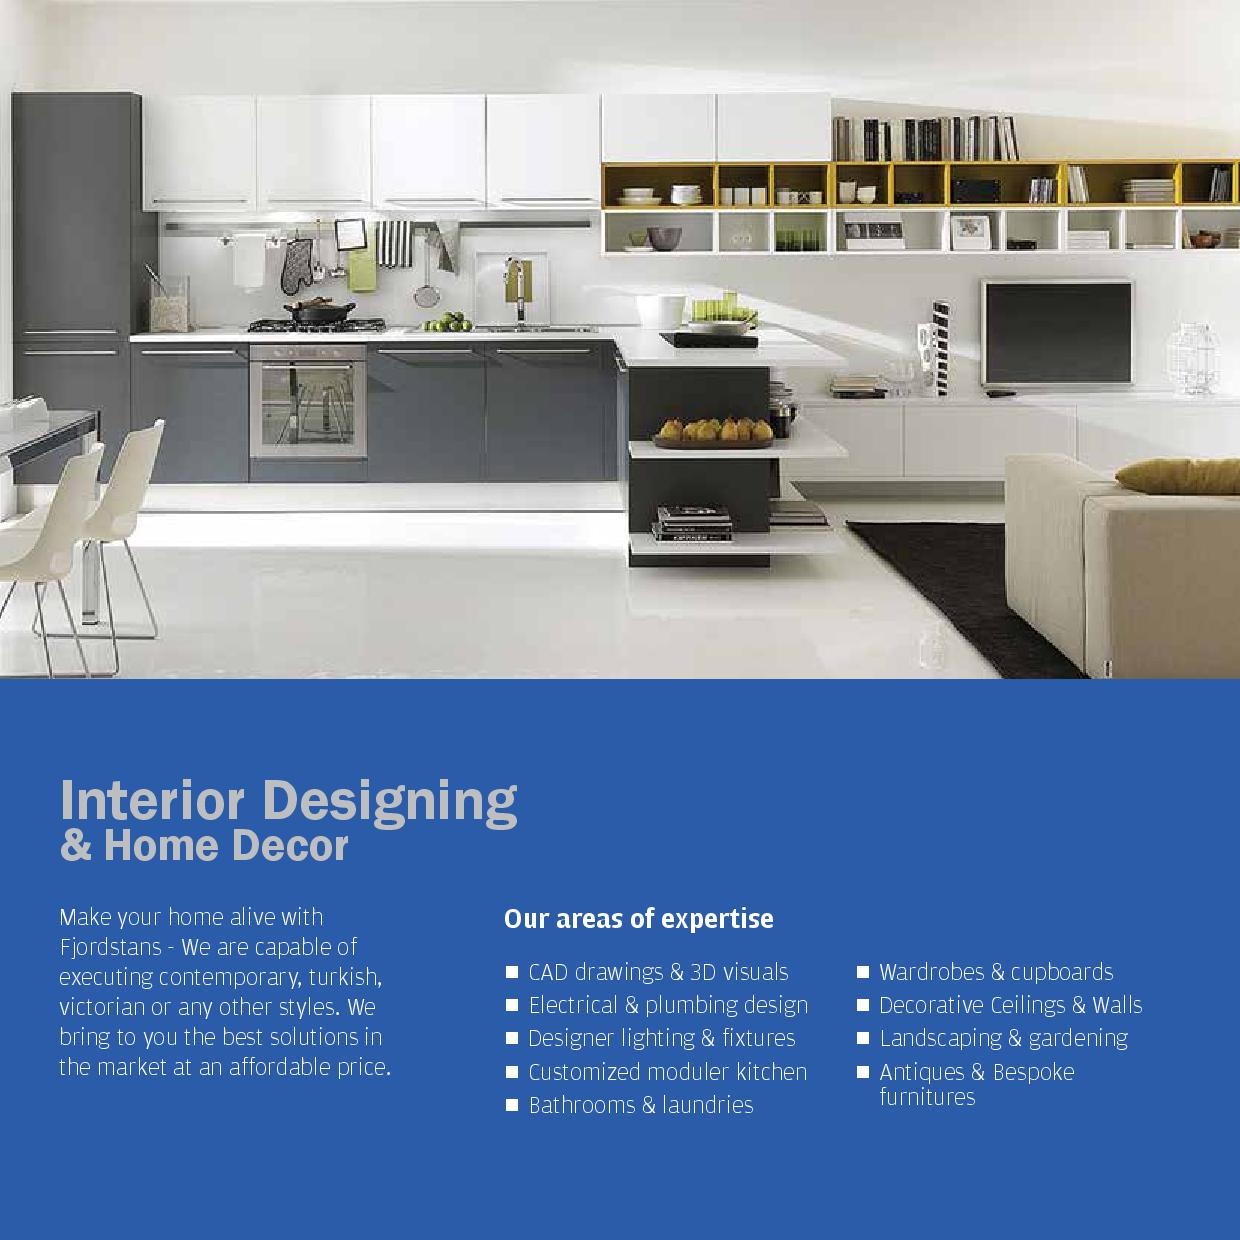 Interior Designing
& Home Decor
Make your home alive with
Fjordstans - We are capable of
executing contemporary, turkish,
victorian or any other styles. We
bring to you the best solutions in
the market at an affordable price.
Our areas of expertise
CAD drawings & 3D visuals
Electrical & plumbing design
Designer lighting & fixtures
Customized moduler kitchen
Bathrooms & laundries
Wardrobes & cupboards
Decorative Ceilings & Walls
Landscaping & gardening
Antiques & Bespoke
furnitures